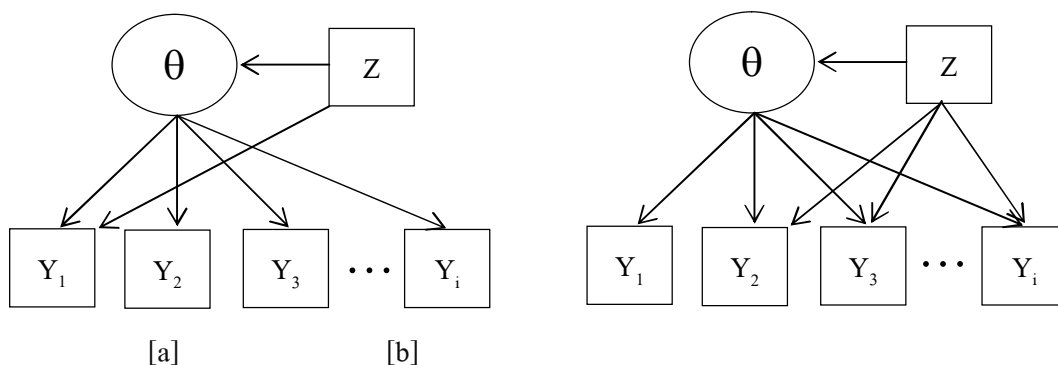 θ z θ z
Y1 Y2 Y3 ••• Yi Y1 Y2 Y3 ••• Yi
[a] [b]